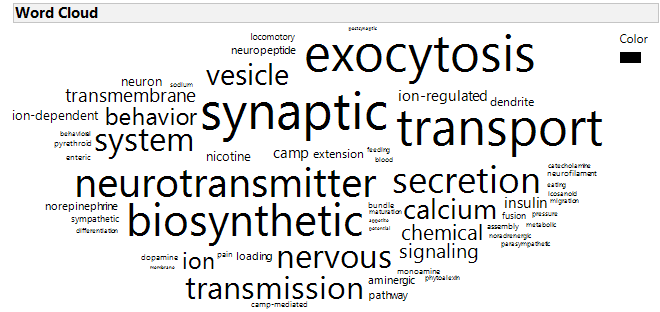 Word Cloud
postsynaptic
locomotory
Color
exocytosis
neuropeptide
vesicle
neuron
sodium
transmembrane
ion-regulated
dendrite
synaptic
ion-dependent
behavior
transport
behavioral
pyrethroid
system
enteric
nicotine
camp
extension
feeding
blood
catecholamine
neurofilament
neurotransmitter
secretion
eating
icosanoid
migration
norepinephrine
biosynthetic
bundle
maturation
calcium
insulin
sympathetic
appetite
fusion
pressure
differentiation
potential
chemical
assembly
metabolic
noradrenergic
parasympathetic
dopamine
membrane
ion
pain
loading
nervous
signaling
monoamine
phytoalexin
aminergic
transmission
pathway
camp-mediated